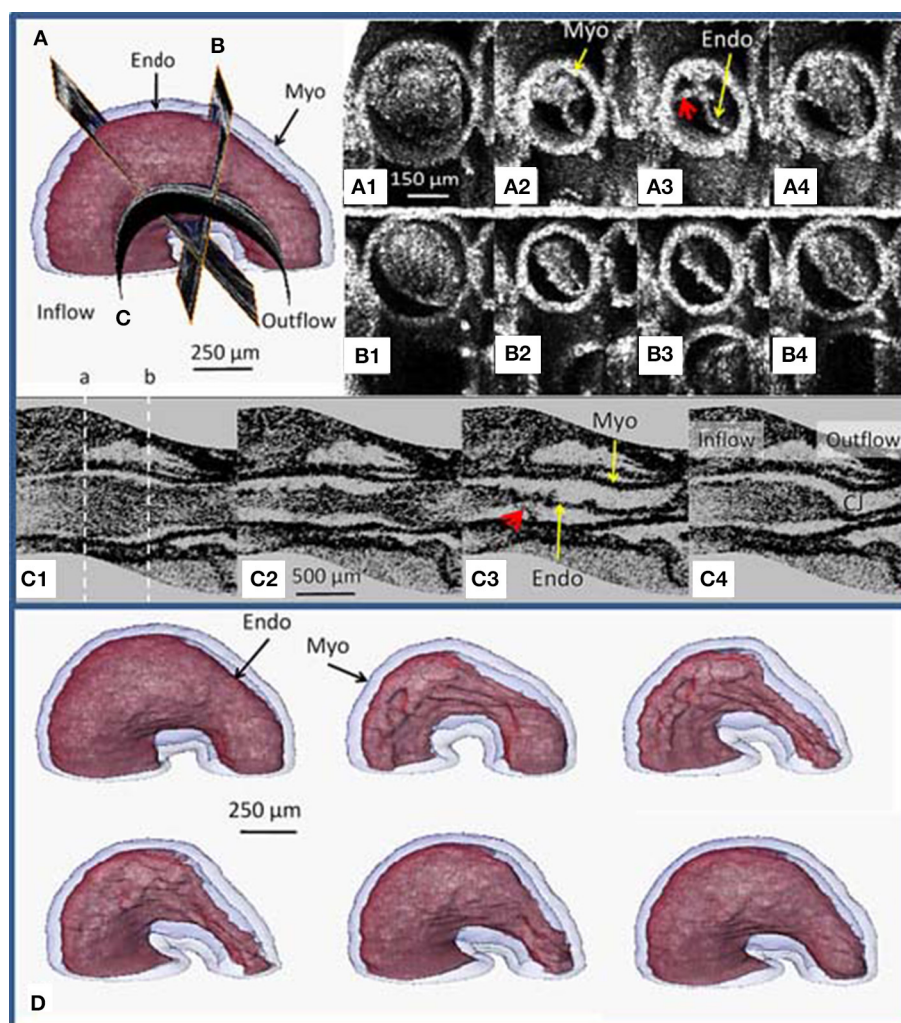 A
B
Endo
Myo
Inflow
C
Outflow
250 µm
Myo
Endo
A1
150 µm
A2
A3
A4
B1
B2
B3
B4
a
b
Myo
Inflow
Outflow
CJ
C1
C2
500 µm
C3
Endo
C4
Endo
Myo
250 µm
D